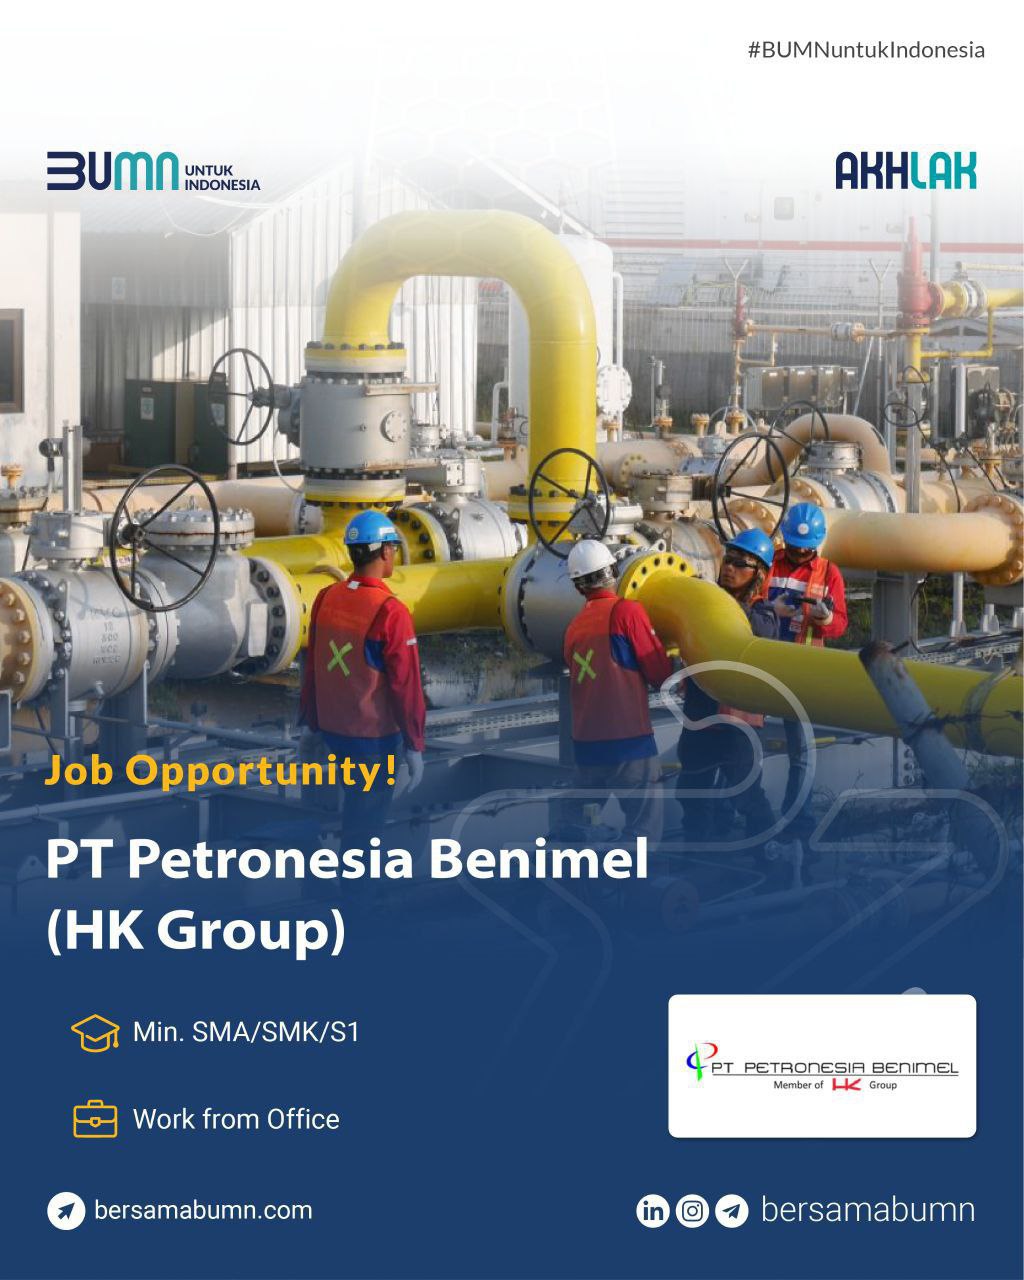 #BUMNuntukIndonesia
BUMN UNTUK INDONESIA
AKHLAK
Job Opportunity!
PT Petronesia Benimel
(HK Group)
Min. SMA/SMK/S1
Work from Office
PT PETRONESIA BENIMEL
Member of HK Group
bersamabumn.com
bersamabumn